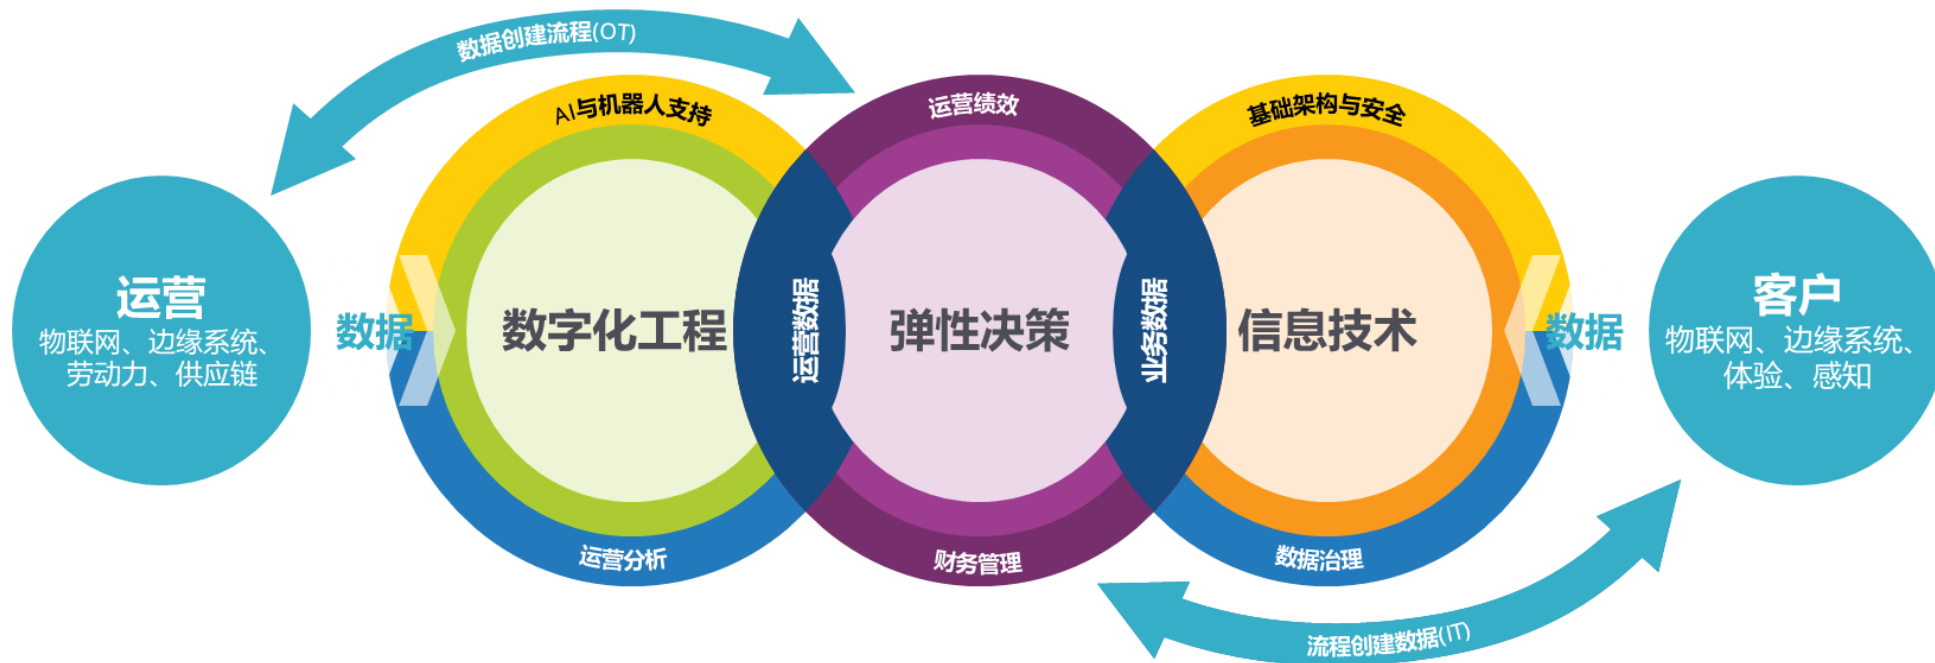 数据创建流程(OT)
AI与机器人支持
运营绩效
基础架构与安全
运营
物联网、边缘系统、
劳动力、供应链
数据
数字化工程
运营数据
弹性决策
业务数据
信息技术
数据
客户
物联网、边缘系统、
体验、感知
运营分析
财务管理
数据治理
流程创建数据(IT)